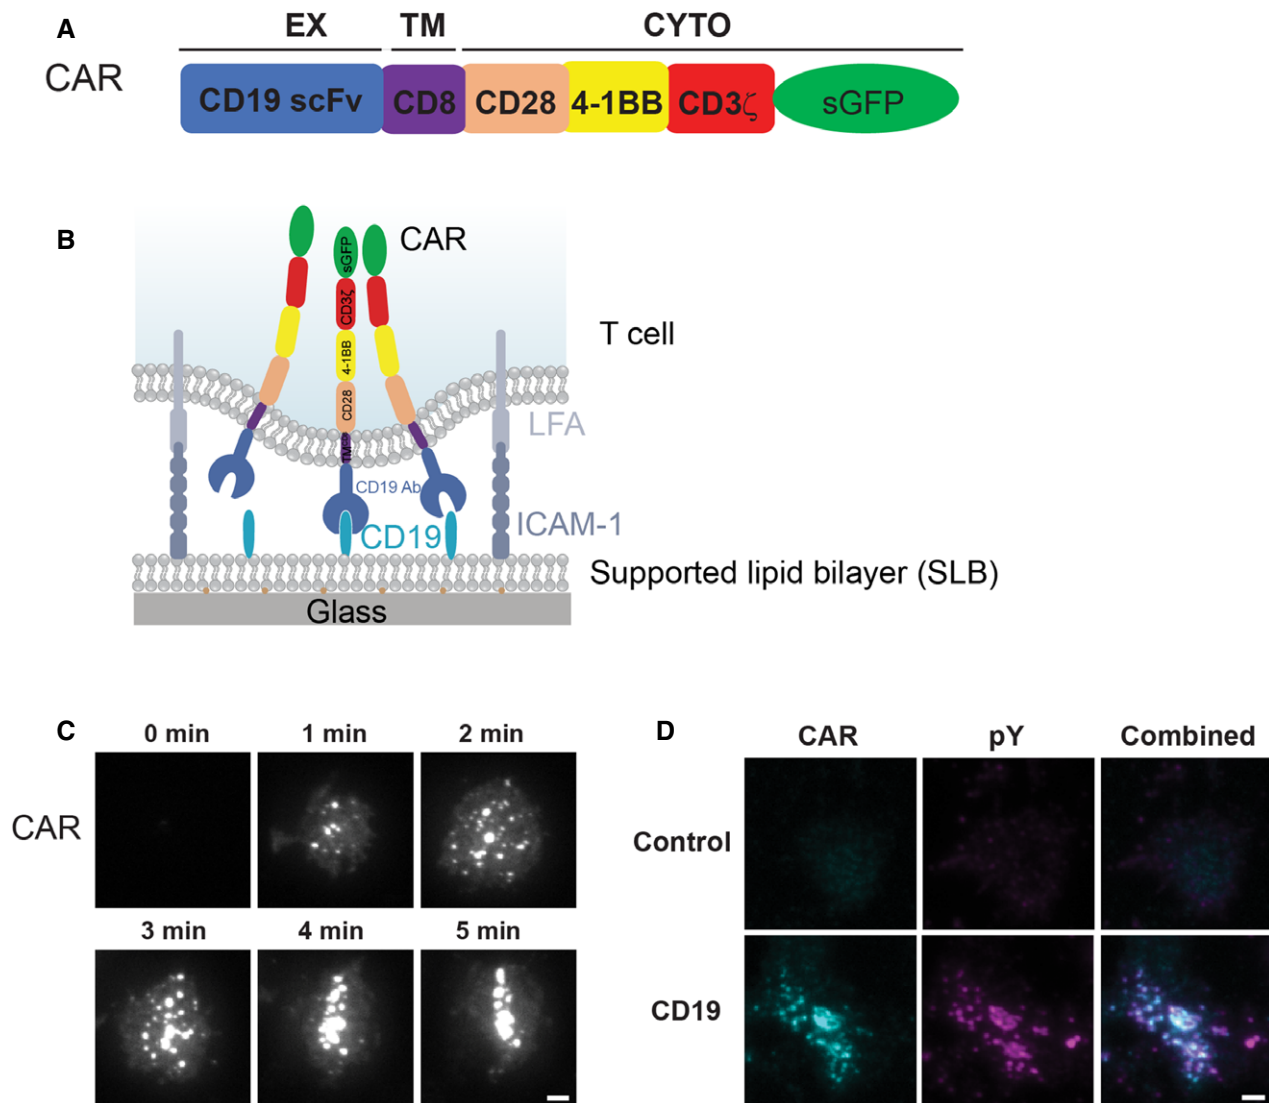 A
EX TM CYTO
CAR
CD19 scFv CD8 CD28 4-1BB CD3ζ sGFP
B
CAR
sGFP
CD3ζ
4-1BB
CD28
TM
T cell
LFA
CD19 Ab
CD19
ICAM-1
Supported lipid bilayer (SLB)
Glass
C
0 min 1 min 2 min
CAR
3 min 4 min 5 min
D
CAR pY Combined
Control
CD19